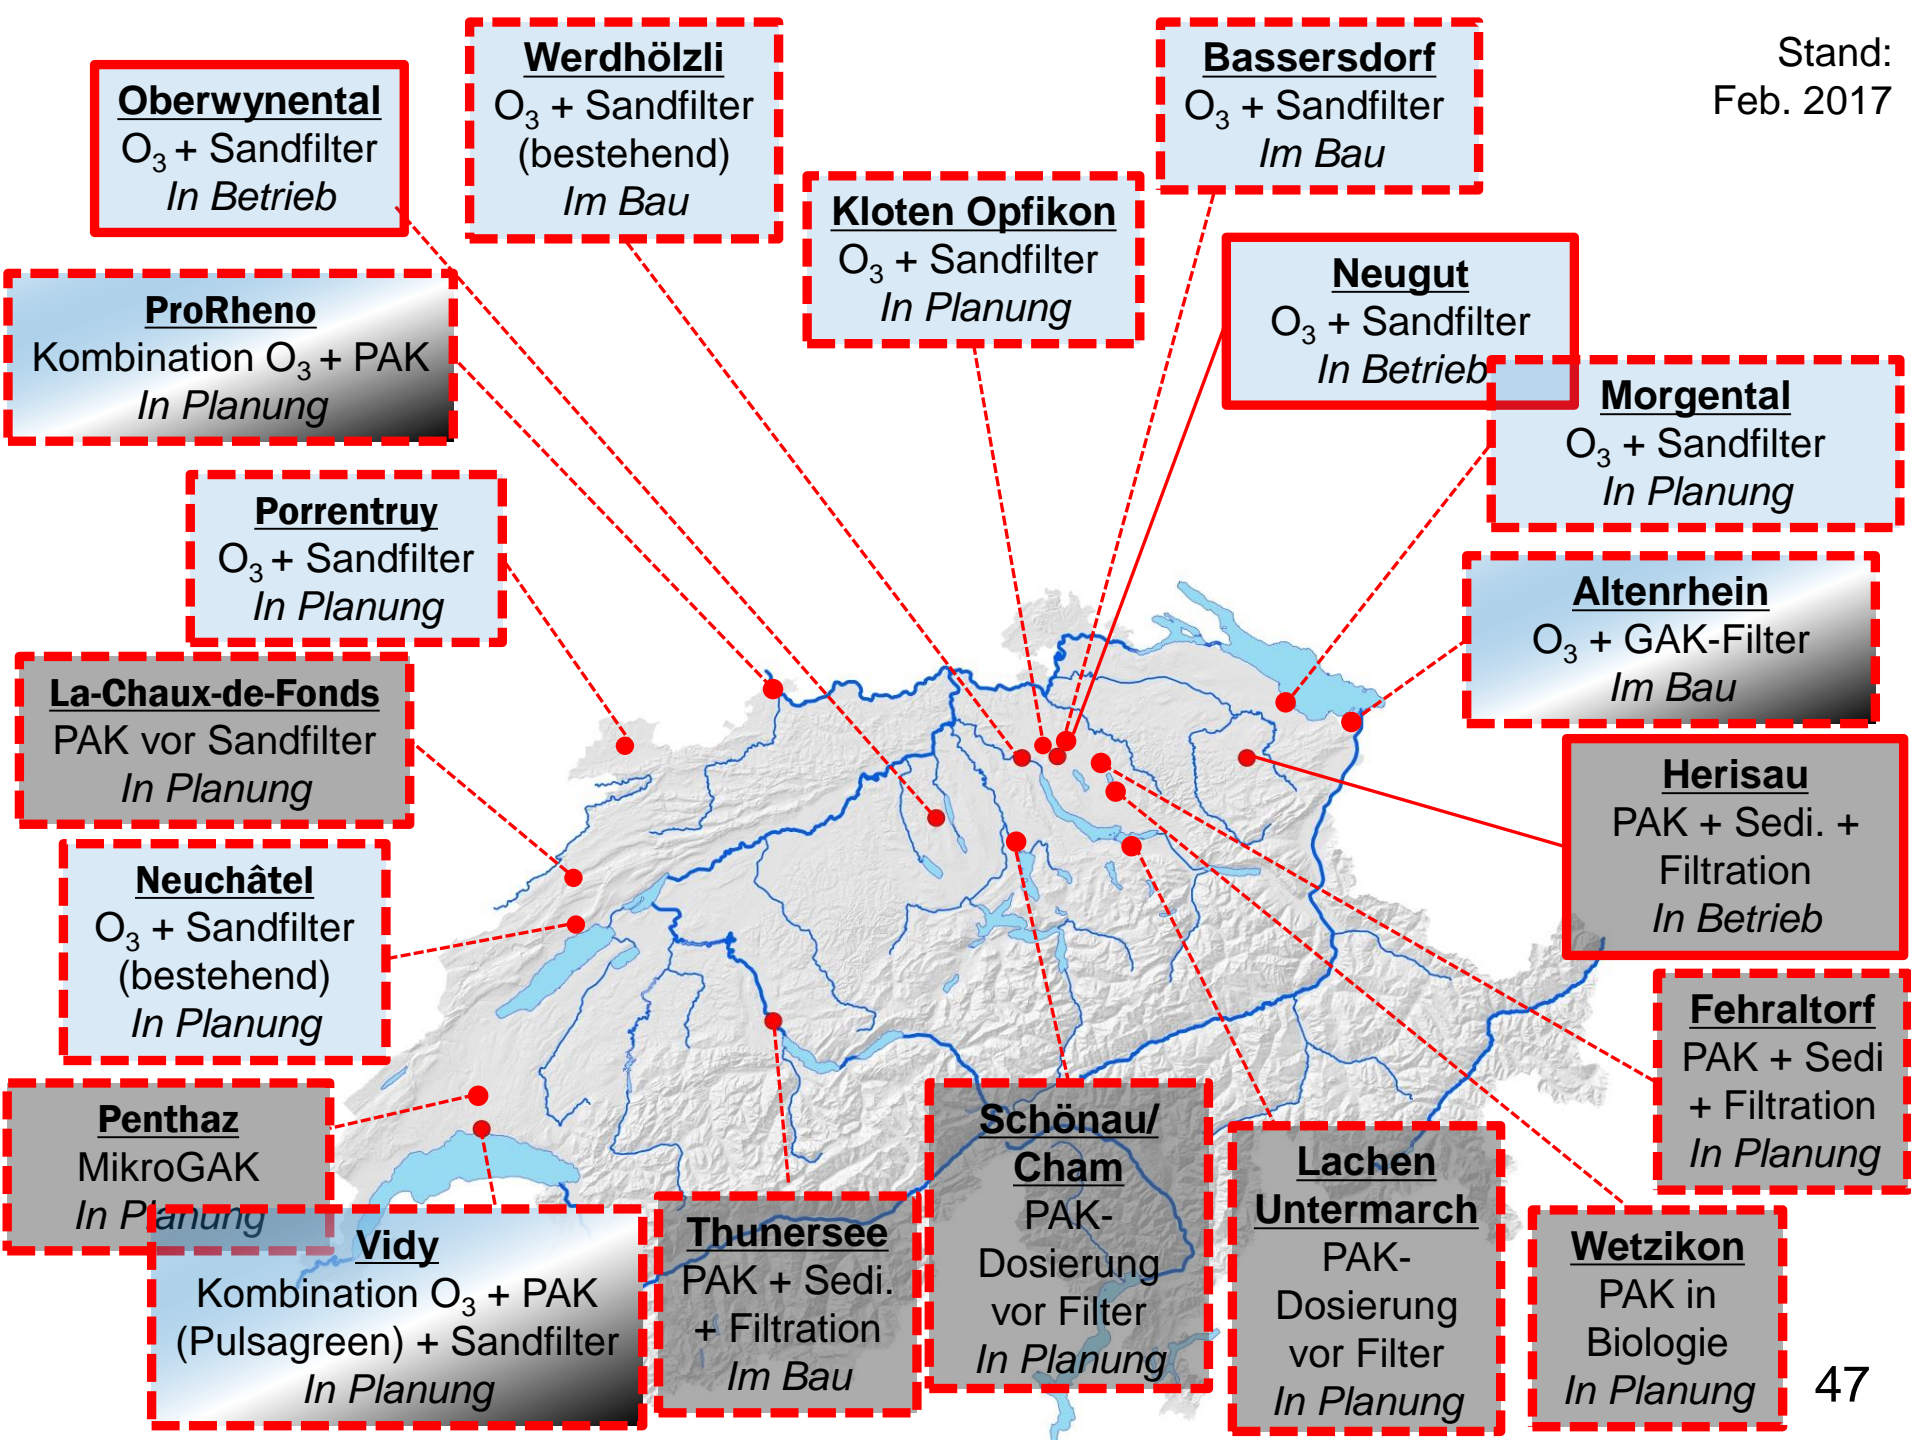 Stand:
Feb. 2017
Oberwynental
O₃ + Sandfilter
In Betrieb
Werdhölzli
O₃ + Sandfilter
(bestehend)
Im Bau
Bassersdorf
O₃ + Sandfilter
Im Bau
Kloten Opfikon
O₃ + Sandfilter
In Planung
Neugut
O₃ + Sandfilter
In Betrieb
ProRheno
Kombination O₃ + PAK
In Planung
Morgental
O₃ + Sandfilter
In Planung
Porrentruy
O₃ + Sandfilter
In Planung
Altenrhein
O₃ + GAK-Filter
Im Bau
La-Chaux-de-Fonds
PAK vor Sandfilter
In Planung
Herisau
PAK + Sedi. +
Filtration
In Betrieb
Neuchâtel
O₃ + Sandfilter
(bestehend)
In Planung
Fehraltorf
PAK + Sedi
+ Filtration
In Planung
Penthaz
MikroGAK
In Planung
Vidy
Kombination O₃ + PAK
(Pulsagreen) + Sandfilter
In Planung
Thunersee
PAK + Sedi.
+ Filtration
Im Bau
Schönau/
Cham
PAK-
Dosierung
vor Filter
In Planung
Lachen
Untermarch
PAK-
Dosierung
vor Filter
In Planung
Wetzikon
PAK in
Biologie
In Planung
47